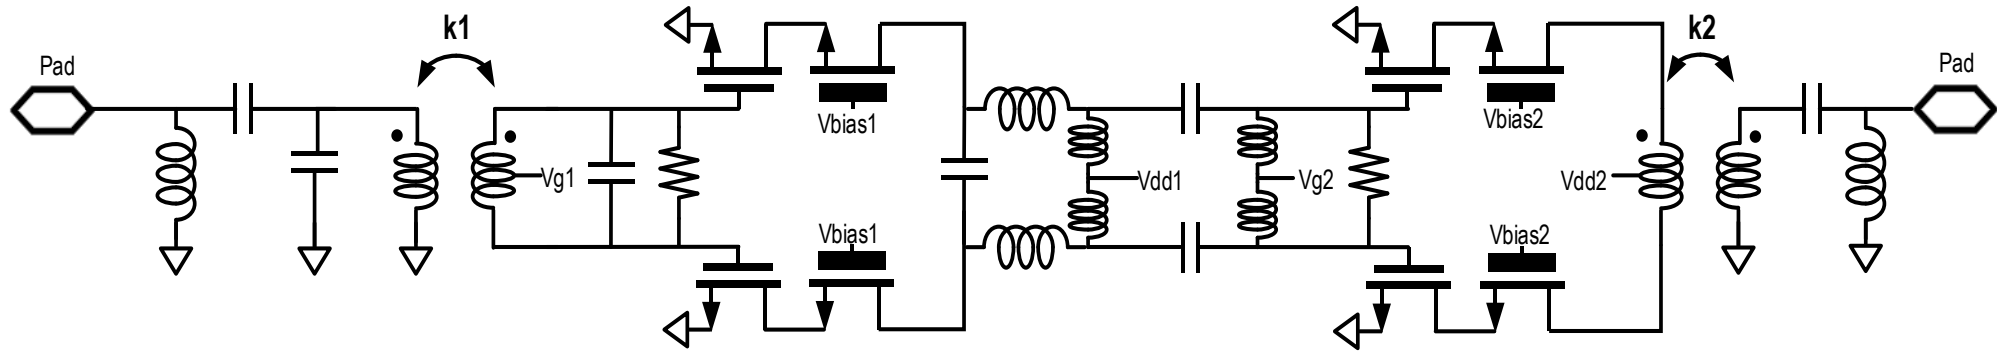 Pad
k1
Vg1
Vbias1
Vbias1
Vdd1
Vg2
Vbias2
Vbias2
Vdd2
k2
Pad